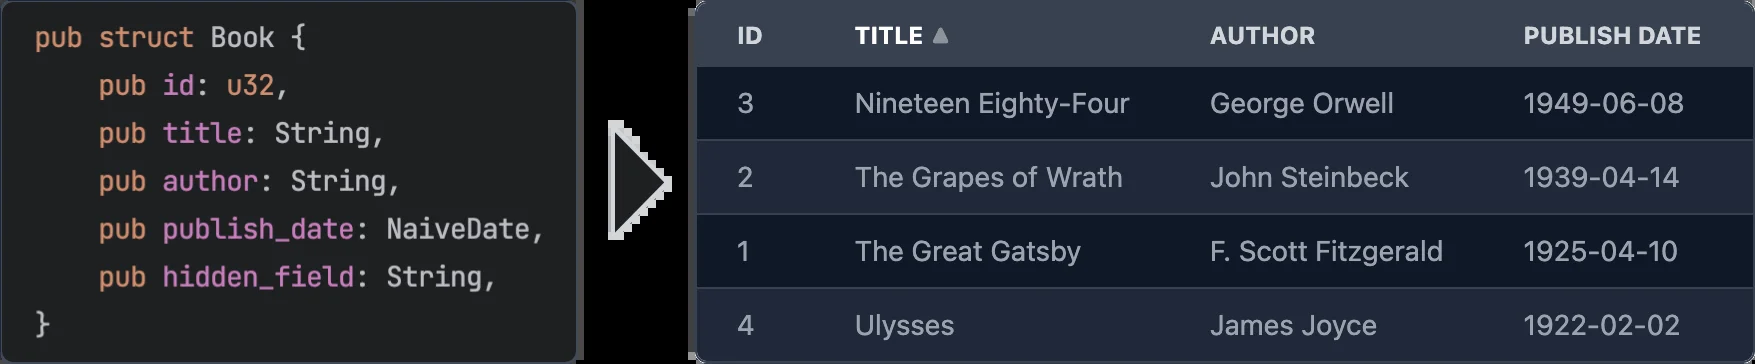 pub struct Book {
    pub id: u32,
    pub title: String,
    pub author: String,
    pub publish_date: NaiveDate,
    pub hidden_field: String,
}
ID TITLE ▲ AUTHOR PUBLISH DATE
3 Nineteen Eighty-Four George Orwell 1949-06-08
2 The Grapes of Wrath John Steinbeck 1939-04-14
1 The Great Gatsby F. Scott Fitzgerald 1925-04-10
4 Ulysses James Joyce 1922-02-02